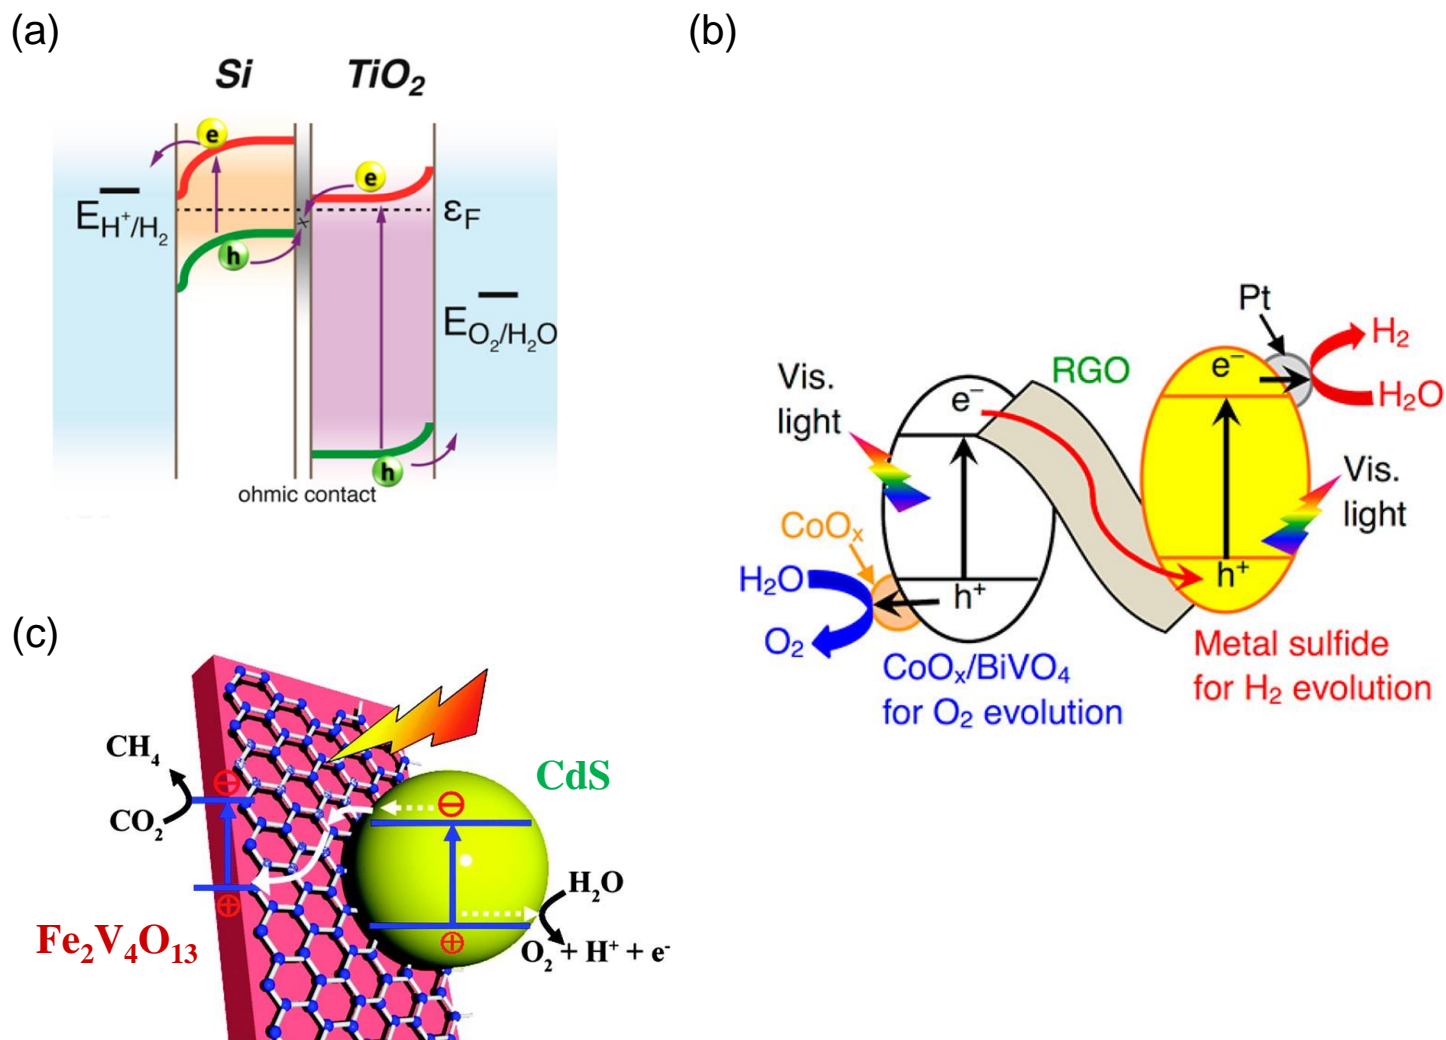 (a)
Si
TiO₂
e
e
E_H⁺/H₂
ε_F
h
E_O₂/H₂O
h
ohmic contact
(b)
Pt
H₂
RGO
e⁻
H₂O
Vis.
light
e⁻
Vis.
light
CoOₓ
H₂O
h⁺
h⁺
O₂
CoOₓ/BiVO₄
for O₂ evolution
Metal sulfide
for H₂ evolution
(c)
CH₄
CdS
CO₂
H₂O
Fe₂V₄O₁₃
O₂ + H⁺ + e⁻